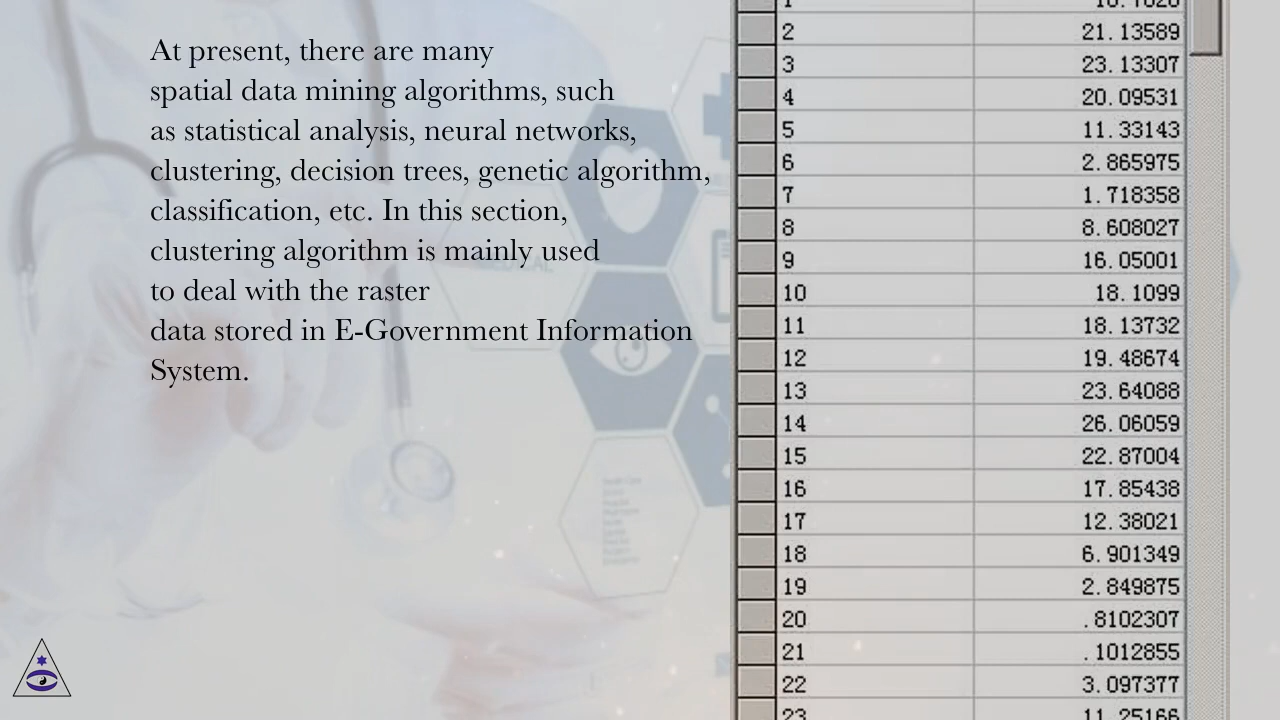 At present, there are many
spatial data mining algorithms, such
as statistical analysis, neural networks,
clustering, decision trees, genetic algorithm,
classification, etc. In this section,
clustering algorithm is mainly used
to deal with the raster
data stored in E-Government Information
System.
1
2 21.13589
3 23.13307
4 20.09531
5 11.33143
6 2.865975
7 1.718358
8 8.608027
9 16.05001
10 18.1099
11 18.13732
12 19.48674
13 23.64088
14 26.06059
15 22.87004
16 17.85438
17 12.38021
18 6.901349
19 2.849875
20 .8102307
21 .1012855
22 3.097377
23 11.25166